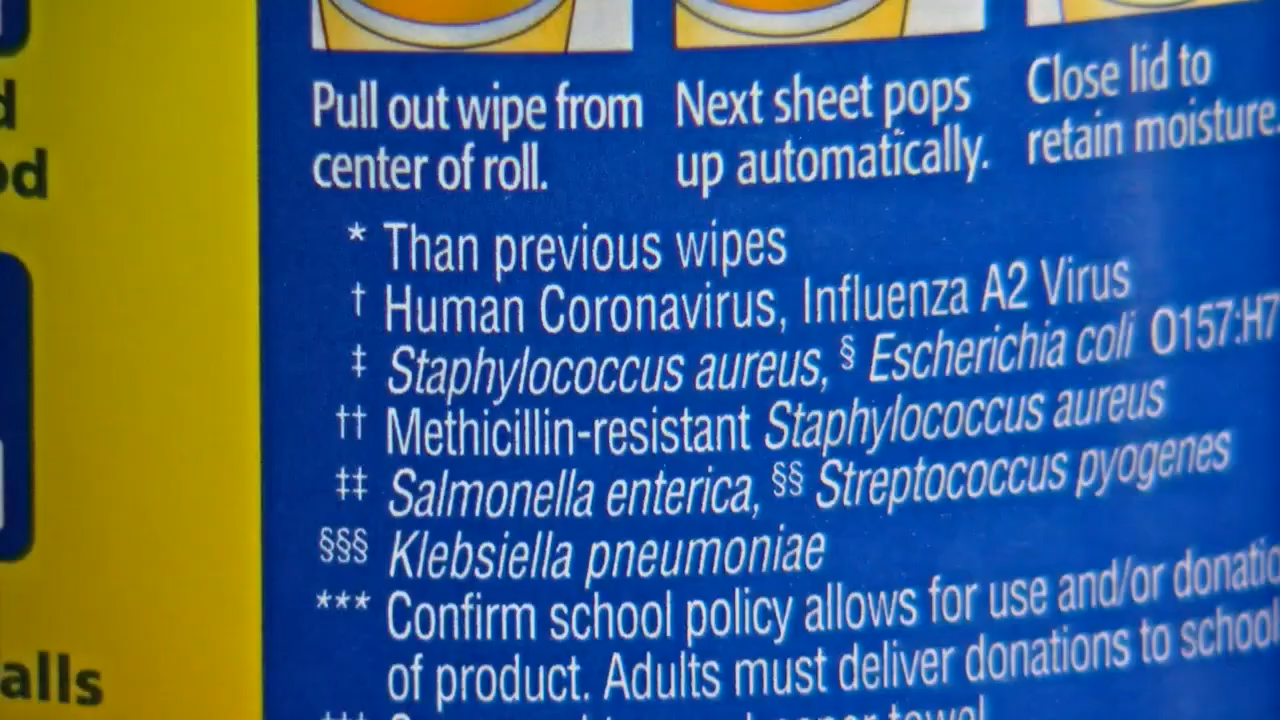 Pull out wipe from
center of roll.
Next sheet pops
up automatically.
Close lid to
retain moisture.
* Than previous wipes
† Human Coronavirus, Influenza A2 Virus
‡ Staphylococcus aureus, § Escherichia coli O157:H7
†† Methicillin-resistant Staphylococcus aureus
‡‡ Salmonella enterica, §§ Streptococcus pyogenes
§§§ Klebsiella pneumoniae
*** Confirm school policy allows for use and/or donatio
of product. Adults must deliver donations to school
towel
alls